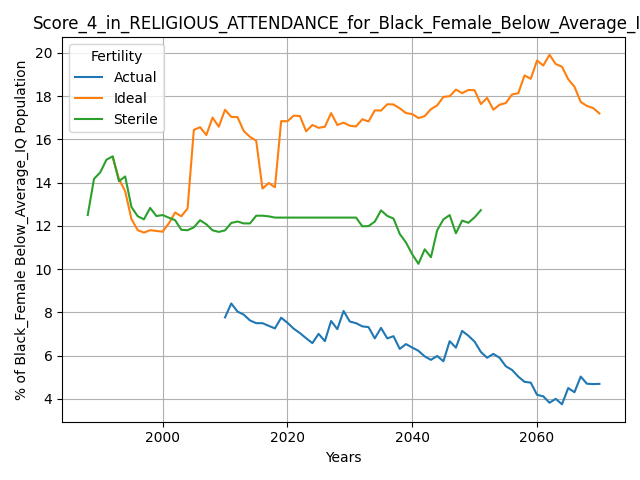 Score_4_in_RELIGIOUS_ATTENDANCE_for_Black_Female_Below_Average_I
Fertility
Actual
Ideal
Sterile
% of Black_Female Below_Average_IQ Population
20
18
16
14
12
10
8
6
4
2000
2020
2040
2060
Years